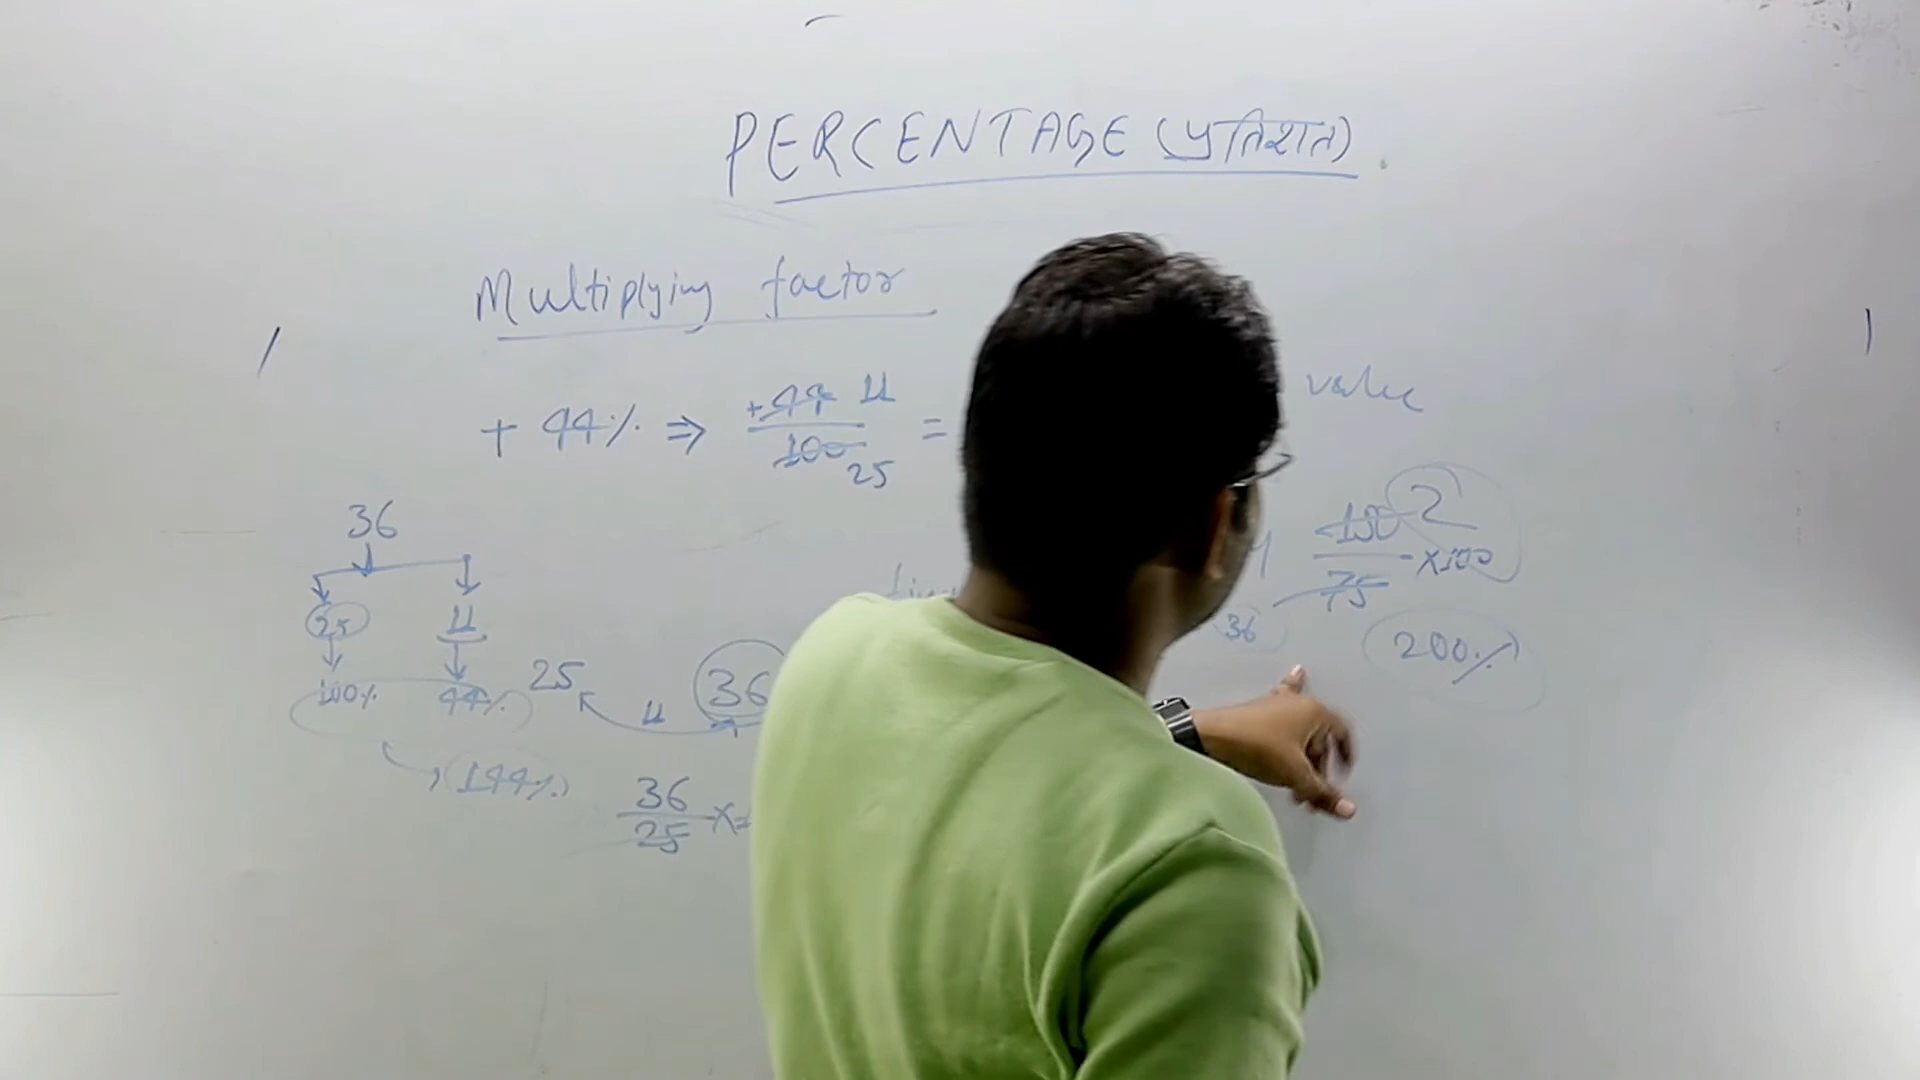 PERCENTAGE (प्रतिशत)
Multiplying factor
value
+ 44% ⇒ +44 11 / 100 25 =
36
150 2 / 75 × 100
25 11
36
200%
100% 44%
25 11 36
144%
36 / 25 ×